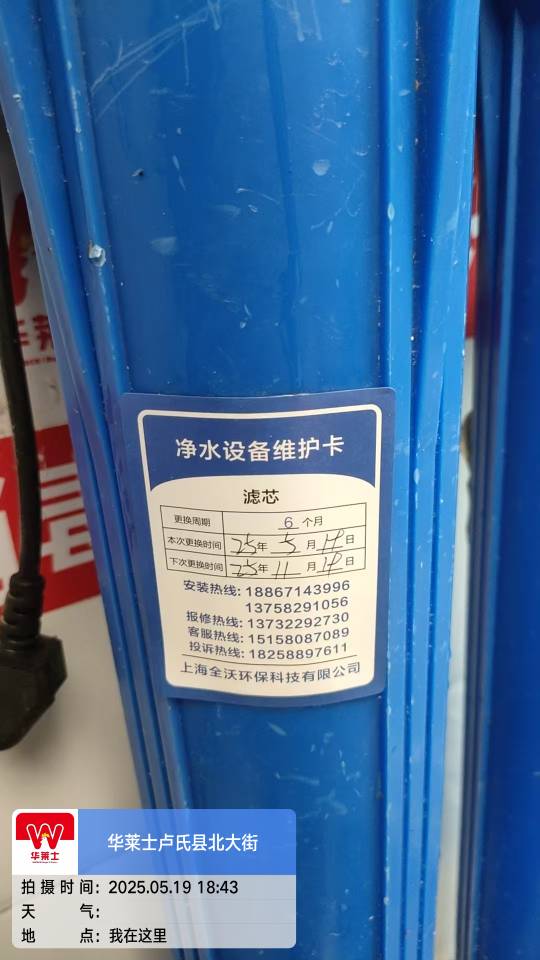 净水设备维护卡
滤芯
更换周期 6 个月
本次更换时间 25年 5月 日
下次更换时间 25年 11月 日
安装热线: 18867143996
13758291056
报修热线: 13732292730
客服热线: 15158087089
投诉热线: 18258897611
上海全沃环保科技有限公司
华莱士
华莱士卢氏县北大街
拍摄时间: 2025.05.19 18:43
天气:
地点: 我在这里